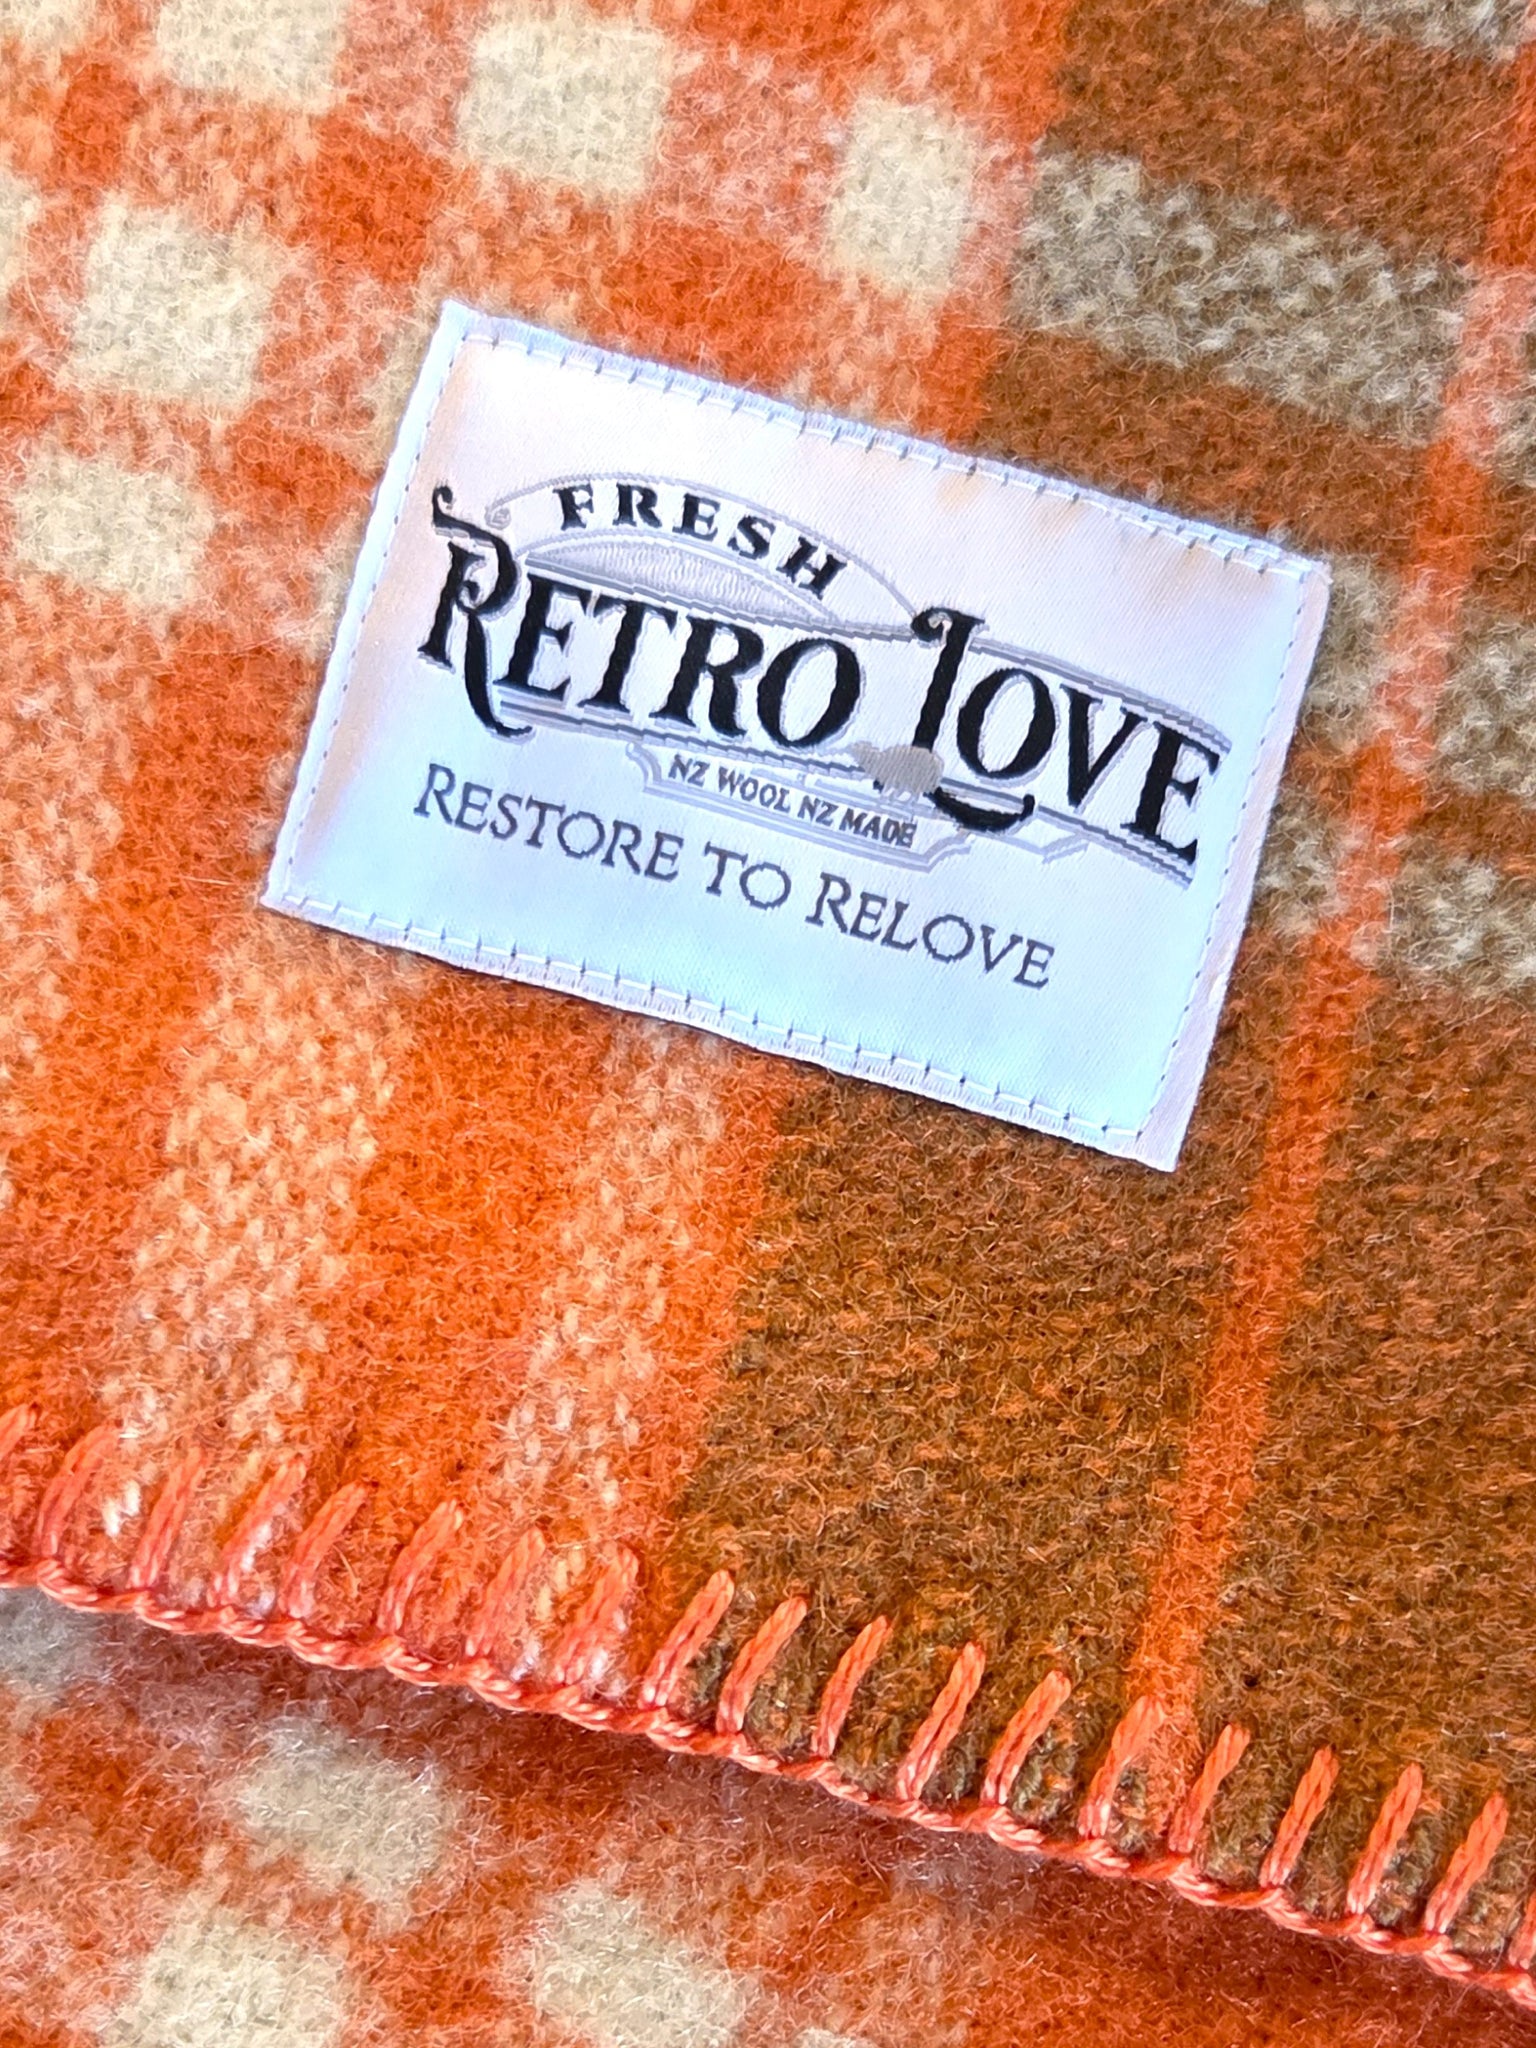 FRESH
RETRO LOVE
NZ WOOL NZ MADE
RESTORE TO RELOVE